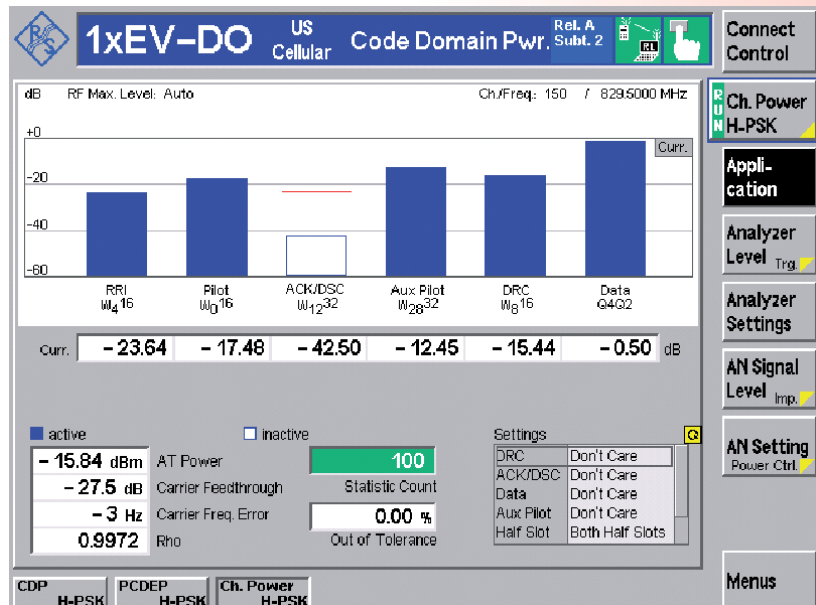 1xEV-DO US Cellular Code Domain Pwr. Rel. A Subt. 2
R&S
RL
Connect Control
dB RF Max. Level: Auto Ch./Freq.: 150 / 829.5000 MHz
RUN
Ch. Power H-PSK
+0
Curr.
-20
-40
-60
RRI Pilot ACK/DSC Aux Pilot DRC Data
W4 16 W0 16 W12 32 W28 32 W8 16 Q4Q2
Curr. - 23.64 - 17.48 - 42.50 - 12.45 - 15.44 - 0.50 dB
Appli-
cation
Analyzer
Level Trg.
Analyzer
Settings
AN Signal
Level Imp.
AN Setting
Power Ctrl.
Menus
active inactive
- 15.84 dBm AT Power
- 27.5 dB Carrier Feedthrough
- 3 Hz Carrier Freq. Error
0.9972 Rho
100
Statistic Count
0.00 %
Out of Tolerance
Settings Q
DRC Don't Care
ACK/DSC Don't Care
Data Don't Care
Aux Pilot Don't Care
Half Slot Both Half Slots
CDP H-PSK
PCDEP H-PSK
Ch. Power H-PSK